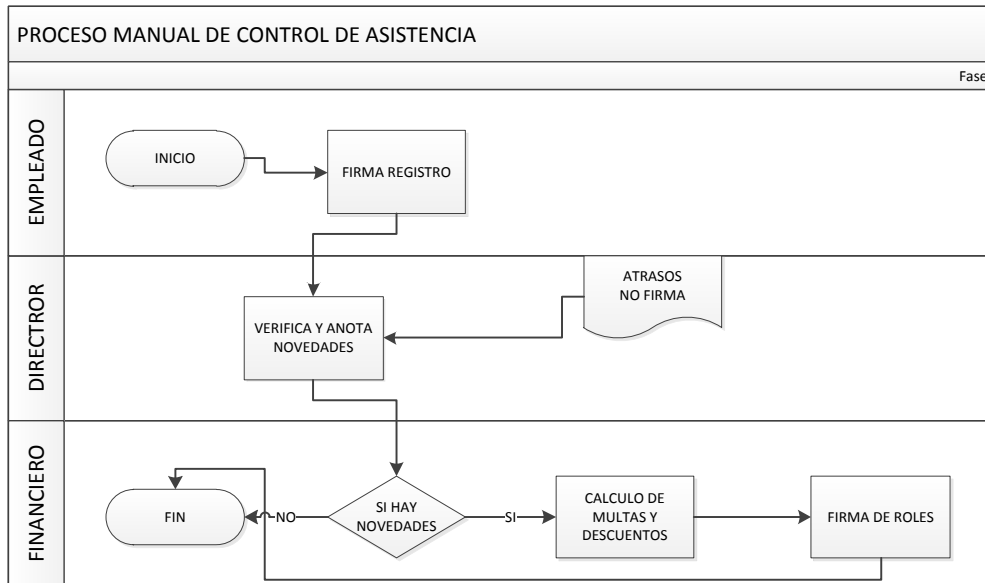 PROCESO MANUAL DE CONTROL DE ASISTENCIA
Fase
EMPLEADO
INICIO
FIRMA REGISTRO
DIRECTROR
VERIFICA Y ANOTA
NOVEDADES
ATRASOS
NO FIRMA
FINANCIERO
FIN
NO
SI HAY
NOVEDADES
SI
CALCULO DE
MULTAS Y
DESCUENTOS
FIRMA DE ROLES